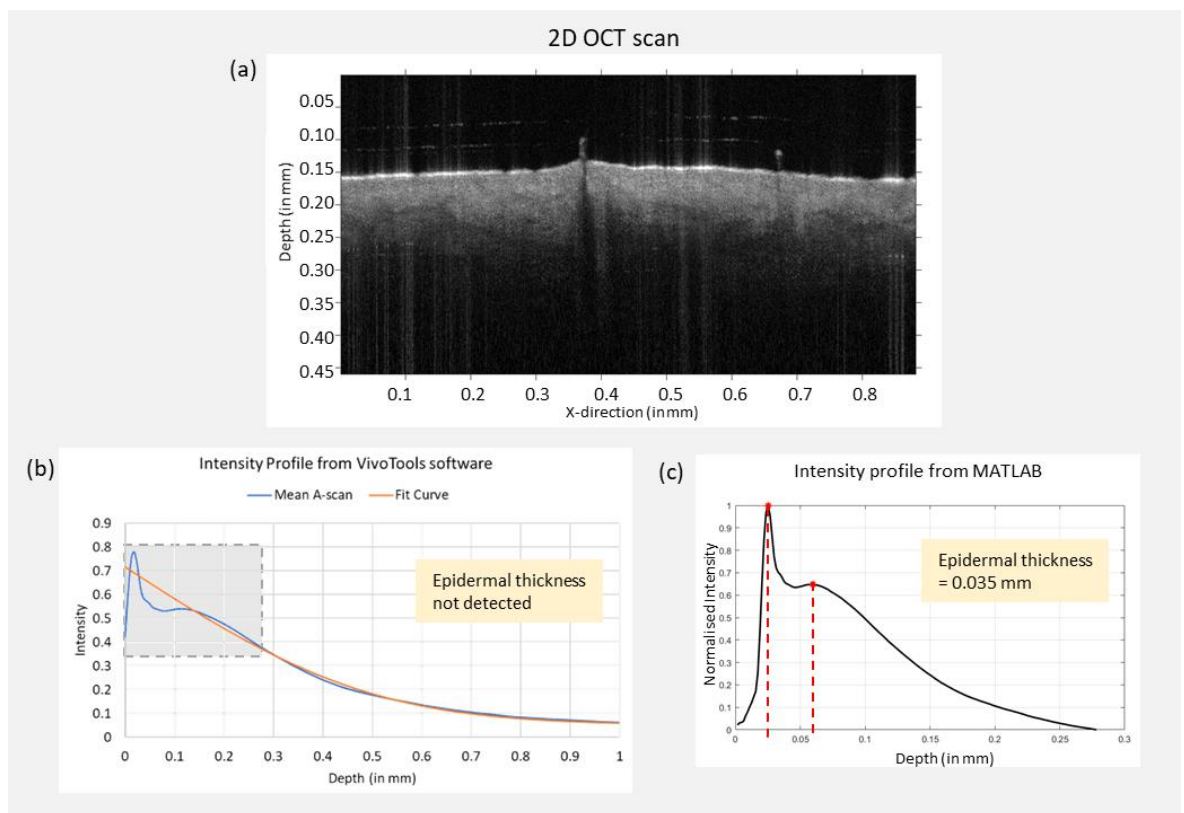 2D OCT scan
(a)
Depth (in mm)
0.05
0.10
0.15
0.20
0.25
0.30
0.35
0.40
0.45
0.1 0.2 0.3 0.4 0.5 0.6 0.7 0.8
X-direction (in mm)
(b)
Intensity Profile from VivoTools software
Mean A-scan Fit Curve
Intensity
0.9
0.8
0.7
0.6
0.5
0.4
0.3
0.2
0.1
0
Epidermal thickness
not detected
0 0.1 0.2 0.3 0.4 0.5 0.6 0.7 0.8 0.9 1
Depth (in mm)
(c)
Intensity profile from MATLAB
Normalised Intensity
1
0.9
0.8
0.7
0.6
0.5
0.4
0.3
0.2
0.1
0
Epidermal thickness
= 0.035 mm
0 0.05 0.1 0.15 0.2 0.25 0.3
Depth (in mm)